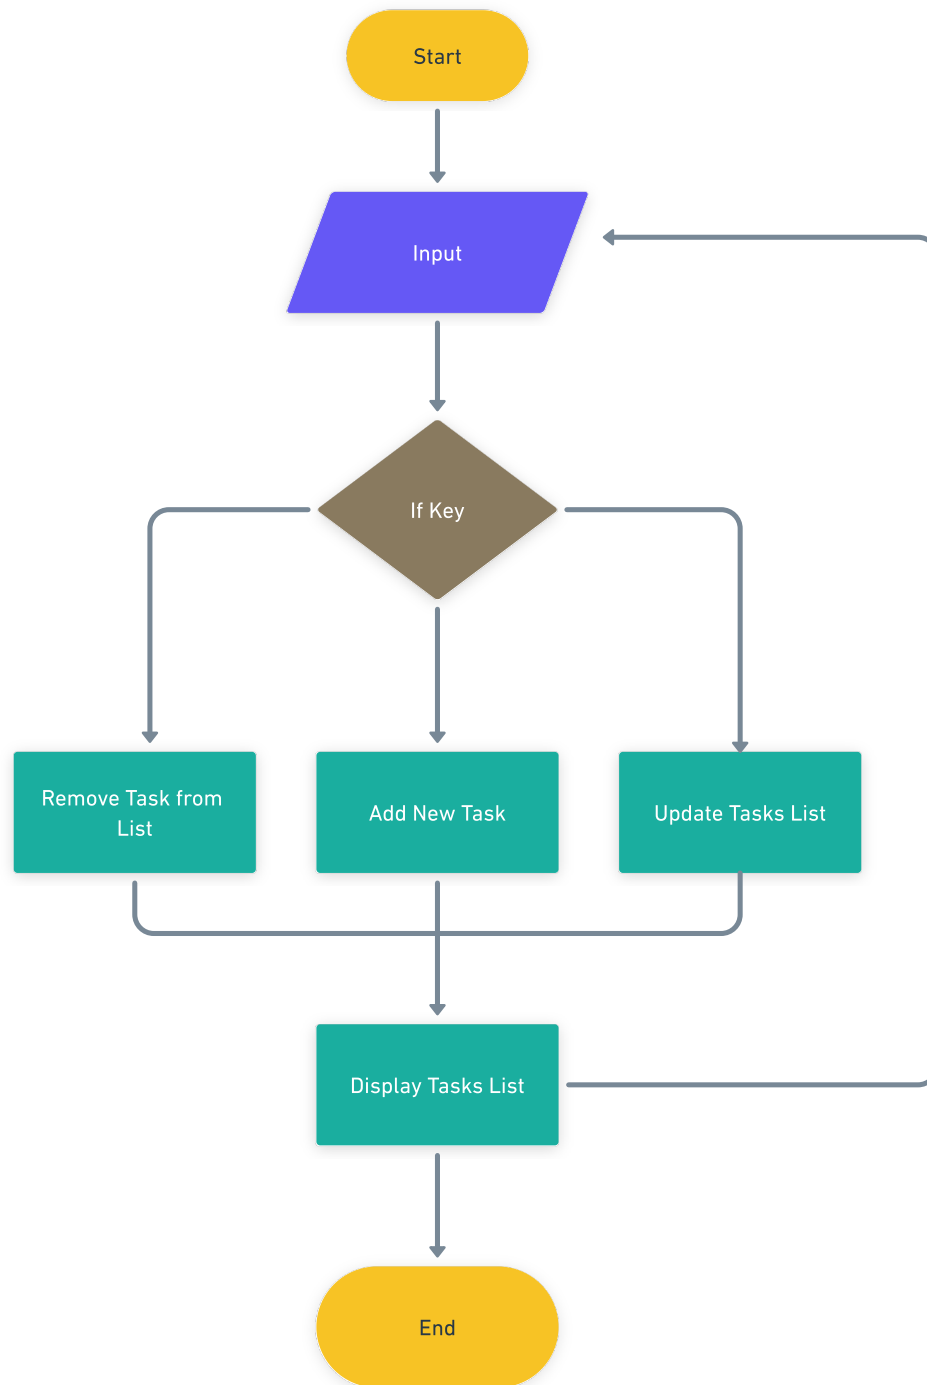 Start
Input
If Key
Remove Task from
List
Add New Task
Update Tasks List
Display Tasks List
End